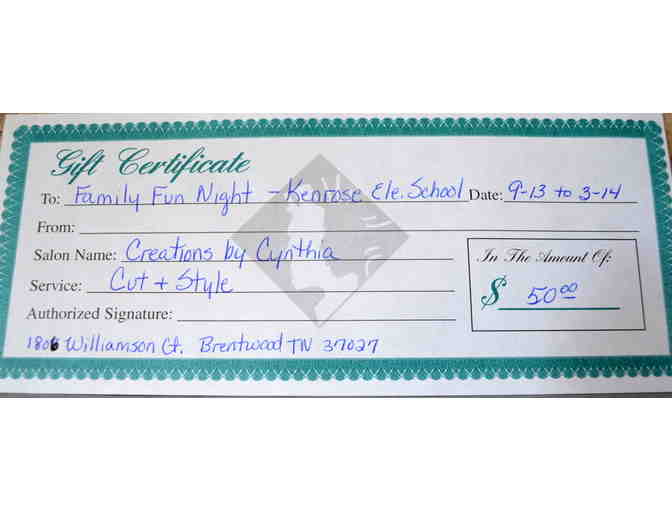 Gift Certificate
To: Family Fun Night - Kenrose Ele. School Date: 9-13 to 3-14
From:
Salon Name: Creations by Cynthia
In The Amount Of:
Service: Cut + Style
$ 50.00
Authorized Signature:
1806 Williamson Ct. Brentwood TN 37027